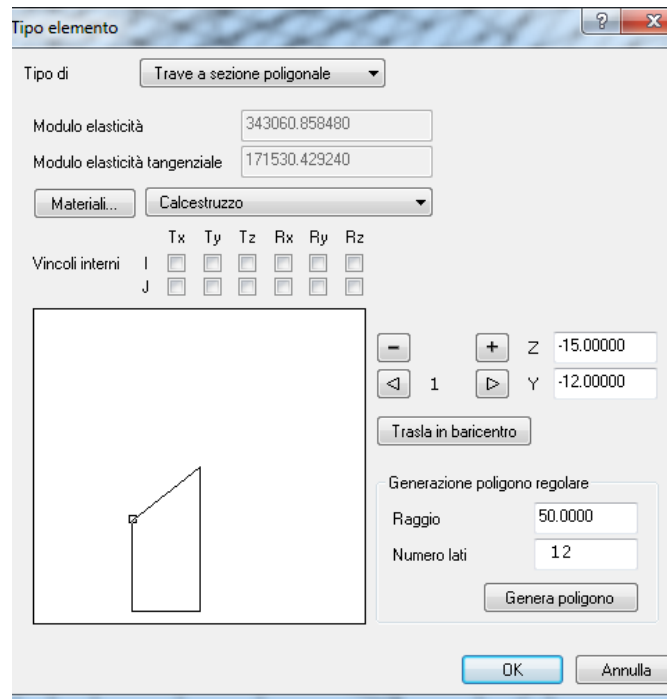 Tipo elemento
Tipo di Trave a sezione poligonale
Modulo elasticità 343060.858480
Modulo elasticità tangenziale 171530.429240
Materiali... Calcestruzzo
Tx Ty Tz Rx Ry Rz
Vincoli interni I
J
- + Z -15.00000
1 Y -12.00000
Trasla in baricentro
Generazione poligono regolare
Raggio 50.0000
Numero lati 12
Genera poligono
OK Annulla